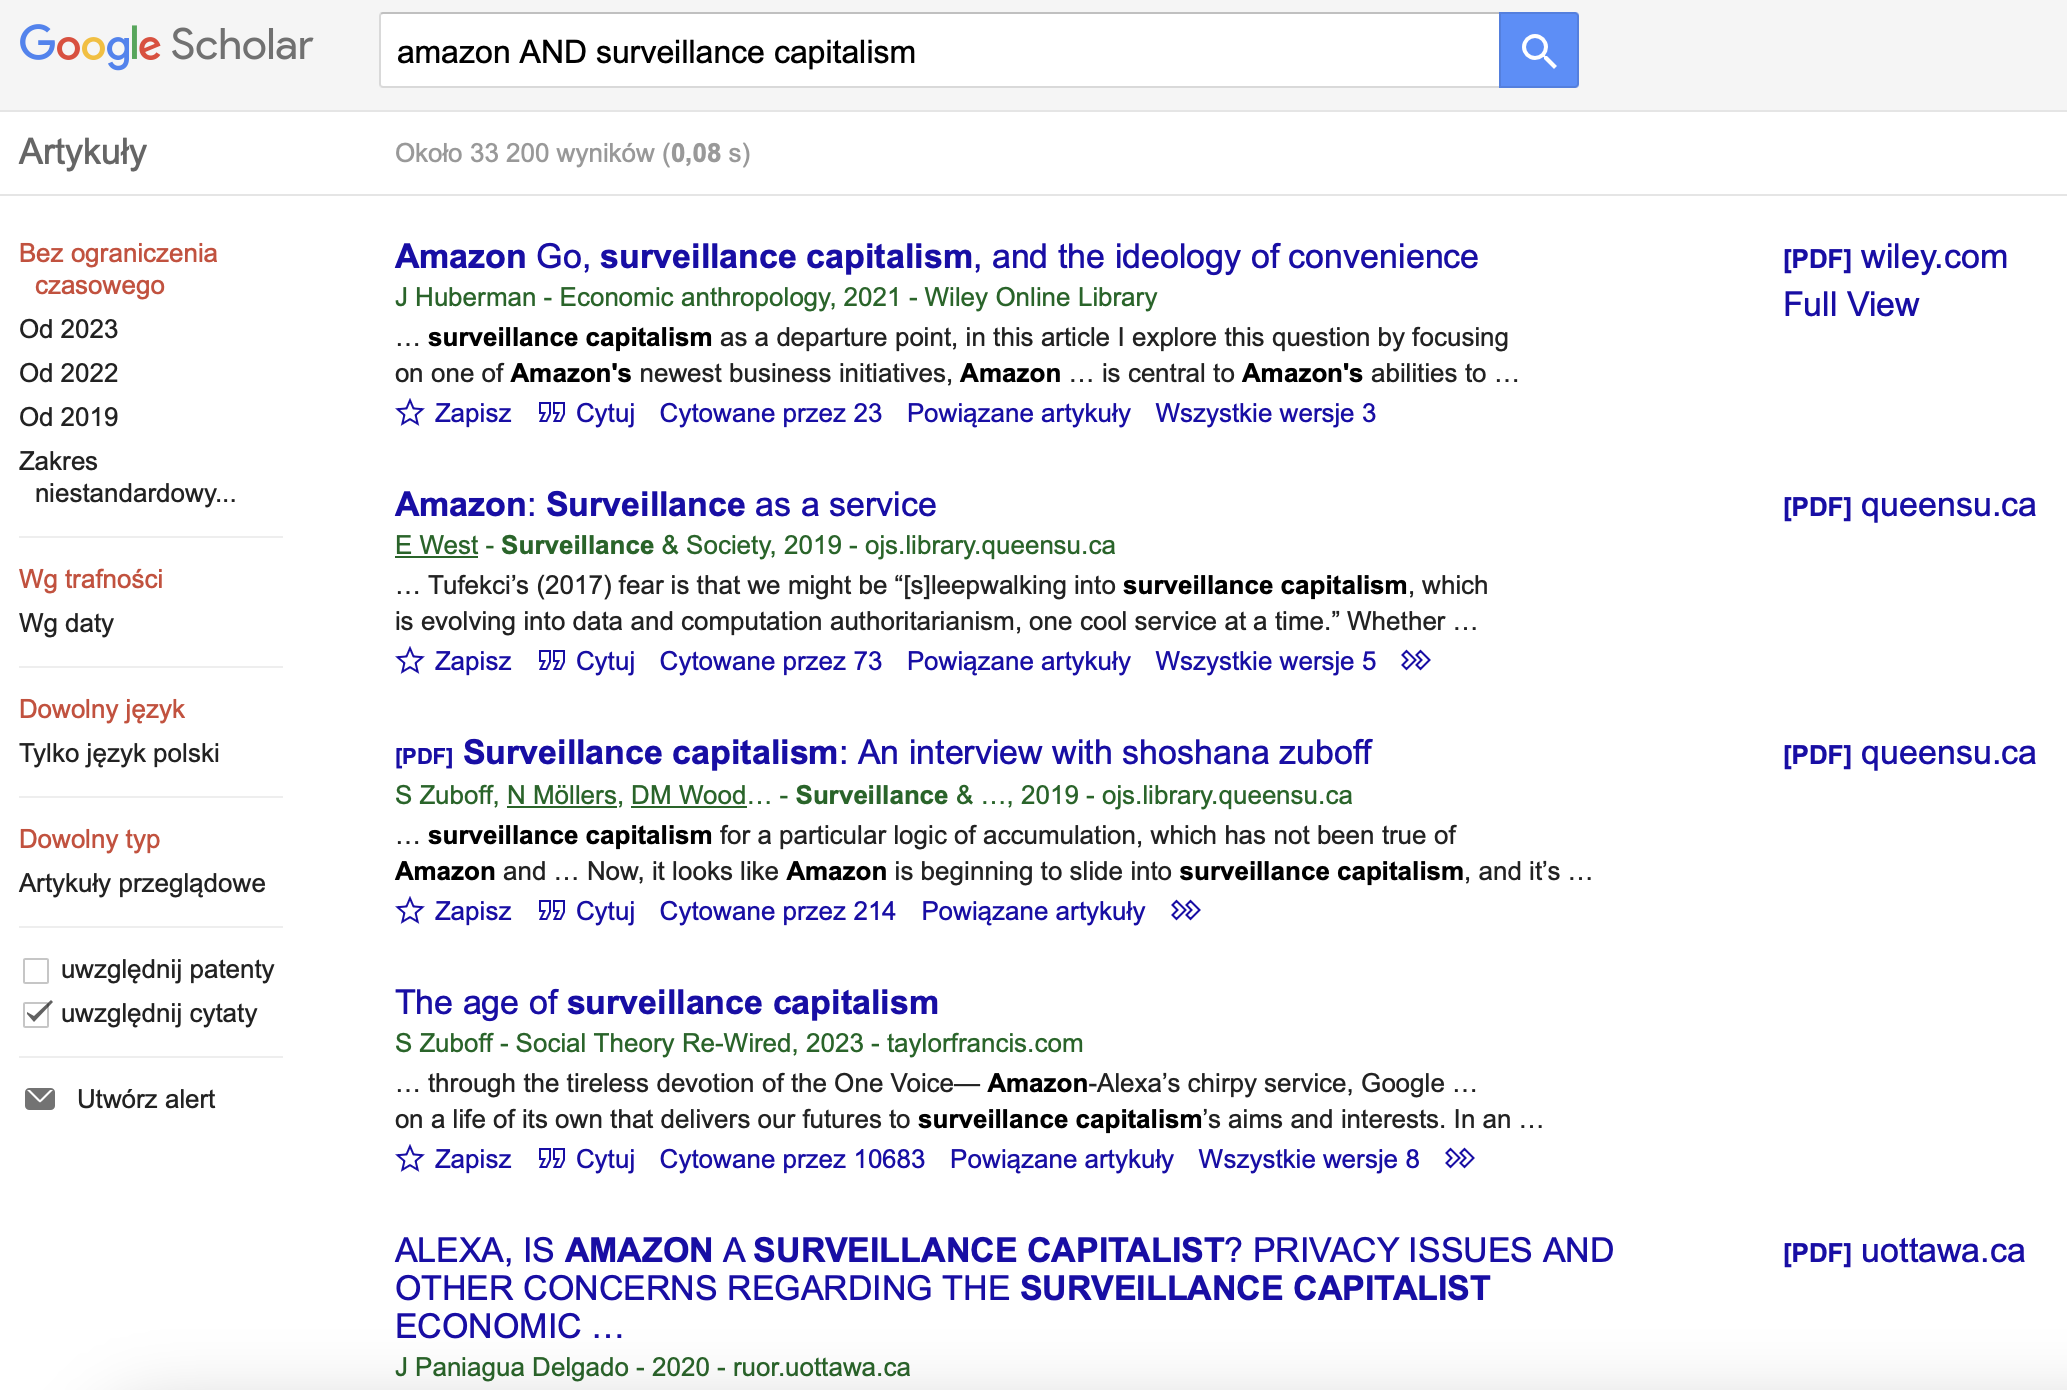 Google Scholar
amazon AND surveillance capitalism
Artykuły
Około 33 200 wyników (0,08 s)
Bez ograniczenia
czasowego
Od 2023
Od 2022
Od 2019
Zakres
niestandardowy...
Wg trafności
Wg daty
Dowolny język
Tylko język polski
Dowolny typ
Artykuły przeglądowe
uwzględnij patenty
uwzględnij cytaty
Utwórz alert
Amazon Go, surveillance capitalism, and the ideology of convenience
J Huberman - Economic anthropology, 2021 - Wiley Online Library
… surveillance capitalism as a departure point, in this article I explore this question by focusing
on one of Amazon's newest business initiatives, Amazon … is central to Amazon's abilities to …
Zapisz Cytuj Cytowane przez 23 Powiązane artykuły Wszystkie wersje 3
[PDF] wiley.com
Full View
Amazon: Surveillance as a service
E West - Surveillance & Society, 2019 - ojs.library.queensu.ca
… Tufekci’s (2017) fear is that we might be “[s]leepwalking into surveillance capitalism, which
is evolving into data and computation authoritarianism, one cool service at a time.” Whether …
Zapisz Cytuj Cytowane przez 73 Powiązane artykuły Wszystkie wersje 5
[PDF] queensu.ca
[PDF] Surveillance capitalism: An interview with shoshana zuboff
S Zuboff, N Möllers, DM Wood… - Surveillance & …, 2019 - ojs.library.queensu.ca
… surveillance capitalism for a particular logic of accumulation, which has not been true of
Amazon and … Now, it looks like Amazon is beginning to slide into surveillance capitalism, and it’s …
Zapisz Cytuj Cytowane przez 214 Powiązane artykuły
[PDF] queensu.ca
The age of surveillance capitalism
S Zuboff - Social Theory Re-Wired, 2023 - taylorfrancis.com
… through the tireless devotion of the One Voice— Amazon-Alexa’s chirpy service, Google …
on a life of its own that delivers our futures to surveillance capitalism’s aims and interests. In an …
Zapisz Cytuj Cytowane przez 10683 Powiązane artykuły Wszystkie wersje 8
ALEXA, IS AMAZON A SURVEILLANCE CAPITALIST? PRIVACY ISSUES AND
OTHER CONCERNS REGARDING THE SURVEILLANCE CAPITALIST
ECONOMIC …
J Paniagua Delgado - 2020 - ruor.uottawa.ca
[PDF] uottawa.ca